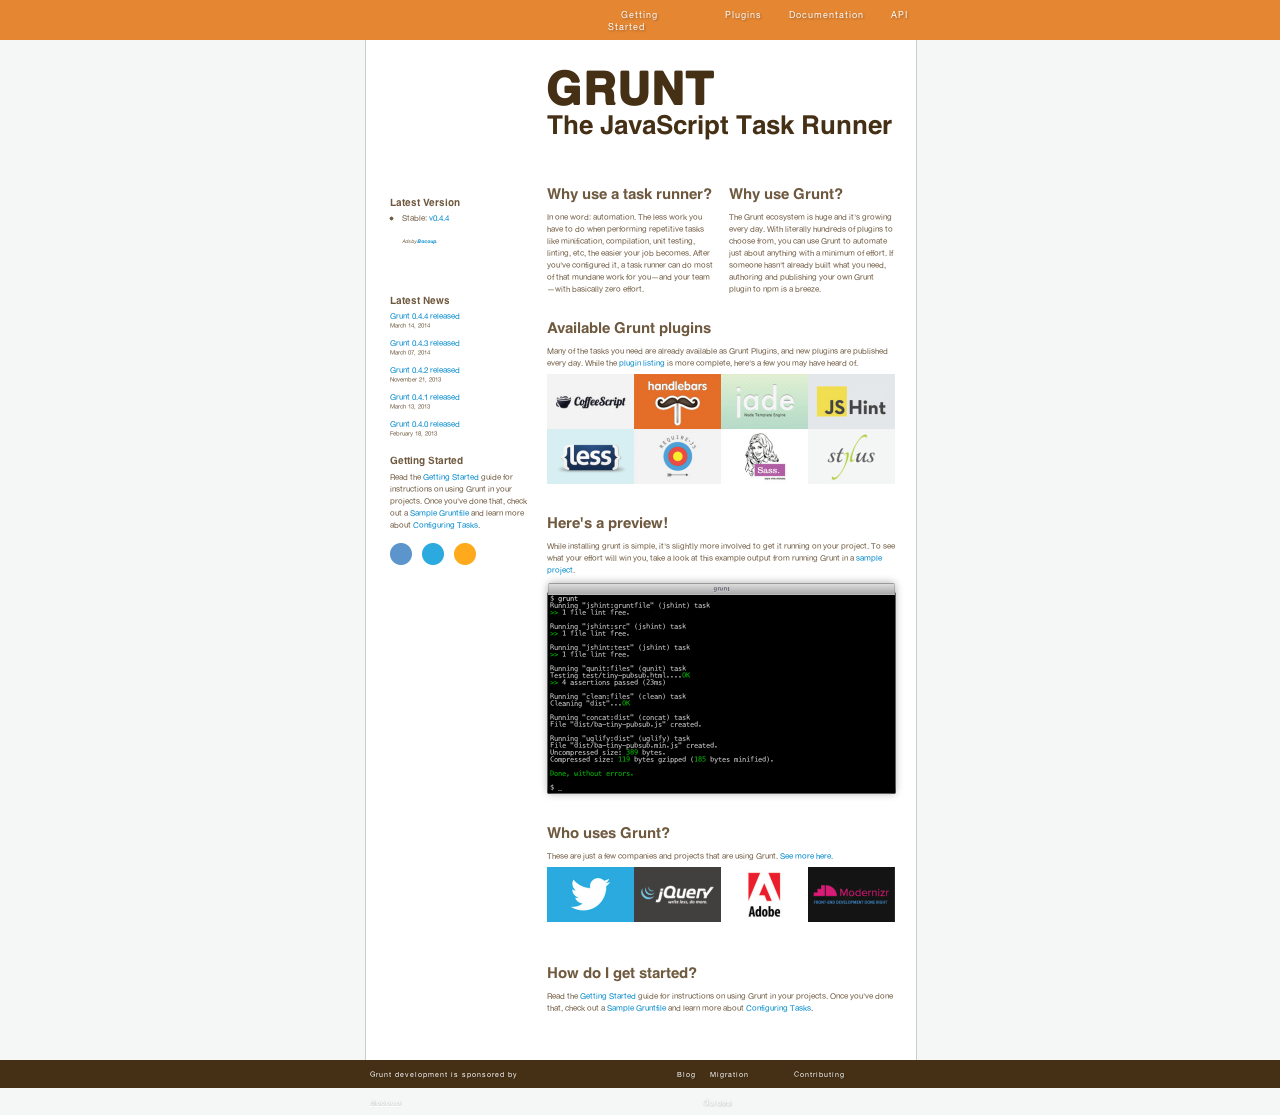 Getting Started
Plugins
Documentation
API
GRUNT
The JavaScript Task Runner
Latest Version
Stable: v0.4.4
Ads by Bocoup.
Latest News
Grunt 0.4.4 released
March 14, 2014
Grunt 0.4.3 released
March 07, 2014
Grunt 0.4.2 released
November 21, 2013
Grunt 0.4.1 released
March 13, 2013
Grunt 0.4.0 released
February 18, 2013
Getting Started
Read the Getting Started guide for
instructions on using Grunt in your
projects. Once you've done that, check
out a Sample Gruntfile and learn more
about Configuring Tasks.
Why use a task runner?
In one word: automation. The less work you
have to do when performing repetitive tasks
like minification, compilation, unit testing,
linting, etc, the easier your job becomes. After
you've configured it, a task runner can do most
of that mundane work for you—and your team
—with basically zero effort.
Why use Grunt?
The Grunt ecosystem is huge and it's growing
every day. With literally hundreds of plugins to
choose from, you can use Grunt to automate
just about anything with a minimum of effort. If
someone hasn't already built what you need,
authoring and publishing your own Grunt
plugin to npm is a breeze.
Available Grunt plugins
Many of the tasks you need are already available as Grunt Plugins, and new plugins are published
every day. While the plugin listing is more complete, here's a few you may have heard of.
CoffeeScript
handlebars
jade
Node Template Engine
JS Hint
{less}
REQUIRE·JS
Sass.
stylus
Here's a preview!
While installing grunt is simple, it's slightly more involved to get it running on your project. To see
what your effort will win you, take a look at this example output from running Grunt in a sample
project.
grunt
$ grunt
Running "jshint:gruntfile" (jshint) task
>> 1 file lint free.
Running "jshint:src" (jshint) task
>> 1 file lint free.
Running "jshint:test" (jshint) task
>> 1 file lint free.
Running "qunit:files" (qunit) task
Testing test/tiny-pubsub.html....OK
>> 4 assertions passed (23ms)
Running "clean:files" (clean) task
Cleaning "dist"...OK
Running "concat:dist" (concat) task
File "dist/ba-tiny-pubsub.js" created.
Running "uglify:dist" (uglify) task
File "dist/ba-tiny-pubsub.min.js" created.
Uncompressed size: 389 bytes.
Compressed size: 119 bytes gzipped (185 bytes minified).
Done, without errors.
$ _
Who uses Grunt?
These are just a few companies and projects that are using Grunt. See more here.
jQuery
write less, do more.
Adobe
Modernizr
FRONT-END DEVELOPMENT DONE RIGHT
How do I get started?
Read the Getting Started guide for instructions on using Grunt in your projects. Once you've done
that, check out a Sample Gruntfile and learn more about Configuring Tasks.
Grunt development is sponsored by
Blog
Migration
Contributing
Guides